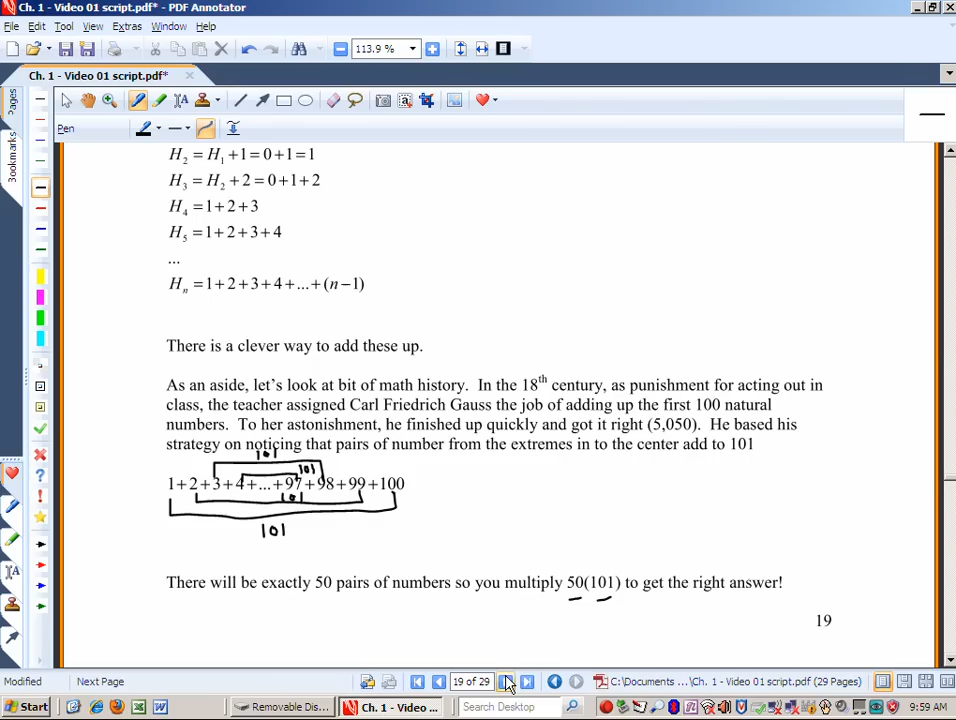 Ch. 1 - Video 01 script.pdf* - PDF Annotator
File Edit Tool View Extras Window Help
113.9 %
Ch. 1 - Video 01 script.pdf*
Pages
Bookmarks
Pen
H₂ = H₁ + 1 = 0 + 1 = 1
H₃ = H₂ + 2 = 0 + 1 + 2
H₄ = 1 + 2 + 3
H₅ = 1 + 2 + 3 + 4
...
Hₙ = 1 + 2 + 3 + 4 + ... + (n − 1)
There is a clever way to add these up.
As an aside, let's look at bit of math history. In the 18th century, as punishment for acting out in
class, the teacher assigned Carl Friedrich Gauss the job of adding up the first 100 natural
numbers. To her astonishment, he finished up quickly and got it right (5,050). He based his
strategy on noticing that pairs of number from the extremes in to the center add to 101
101
101
1 + 2 + 3 + 4 + ... + 97 + 98 + 99 + 100
101
101
There will be exactly 50 pairs of numbers so you multiply 50(101) to get the right answer!
19
Modified Next Page 19 of 29 C:\Documents ...\Ch. 1 - Video 01 script.pdf (29 Pages)
Start Removable Dis... Ch. 1 - Video ... Search Desktop 9:59 AM